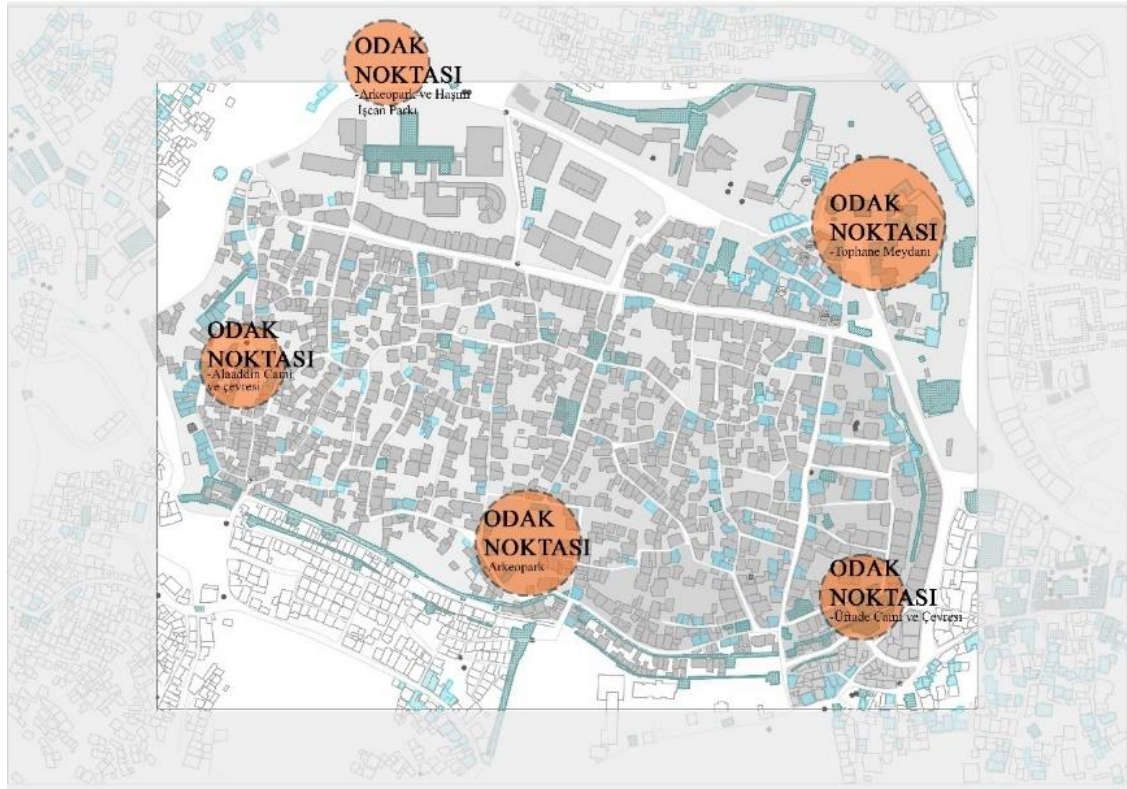 ODAK
NOKTASI
-Arkeopark ve Haşim
İşcan Parkı
ODAK
NOKTASI
-Tophane Meydanı
ODAK
NOKTASI
-Alaaddin Cami
ve çevresi
ODAK
NOKTASI
-Arkeopark
ODAK
NOKTASI
-Üftade Cami ve Çevresi